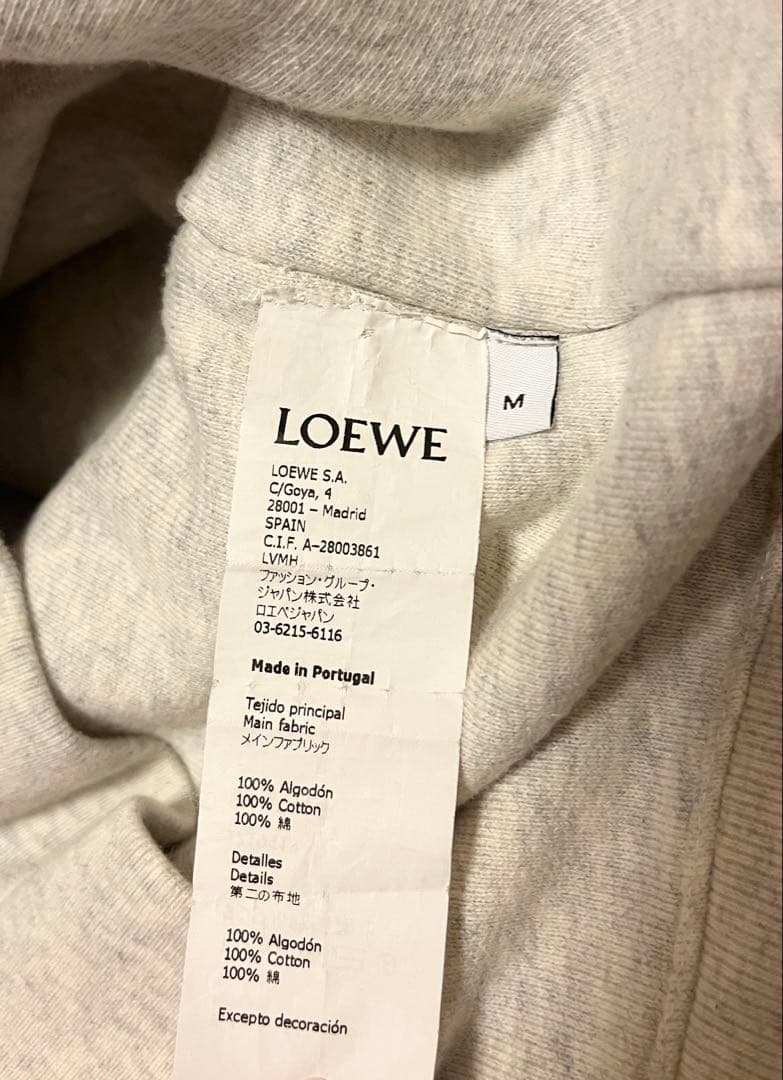 LOEWE
M
LOEWE S.A.
C/Goya, 4
28001 – Madrid
SPAIN
C.I.F. A-28003861
LVMH
ファッション・グループ・
ジャパン株式会社
ロエベジャパン
03-6215-6116
Made in Portugal
Tejido principal
Main fabric
メインファブリック
100% Algodón
100% Cotton
100% 綿
Detalles
Details
第二の布地
100% Algodón
100% Cotton
100% 綿
Excepto decoración